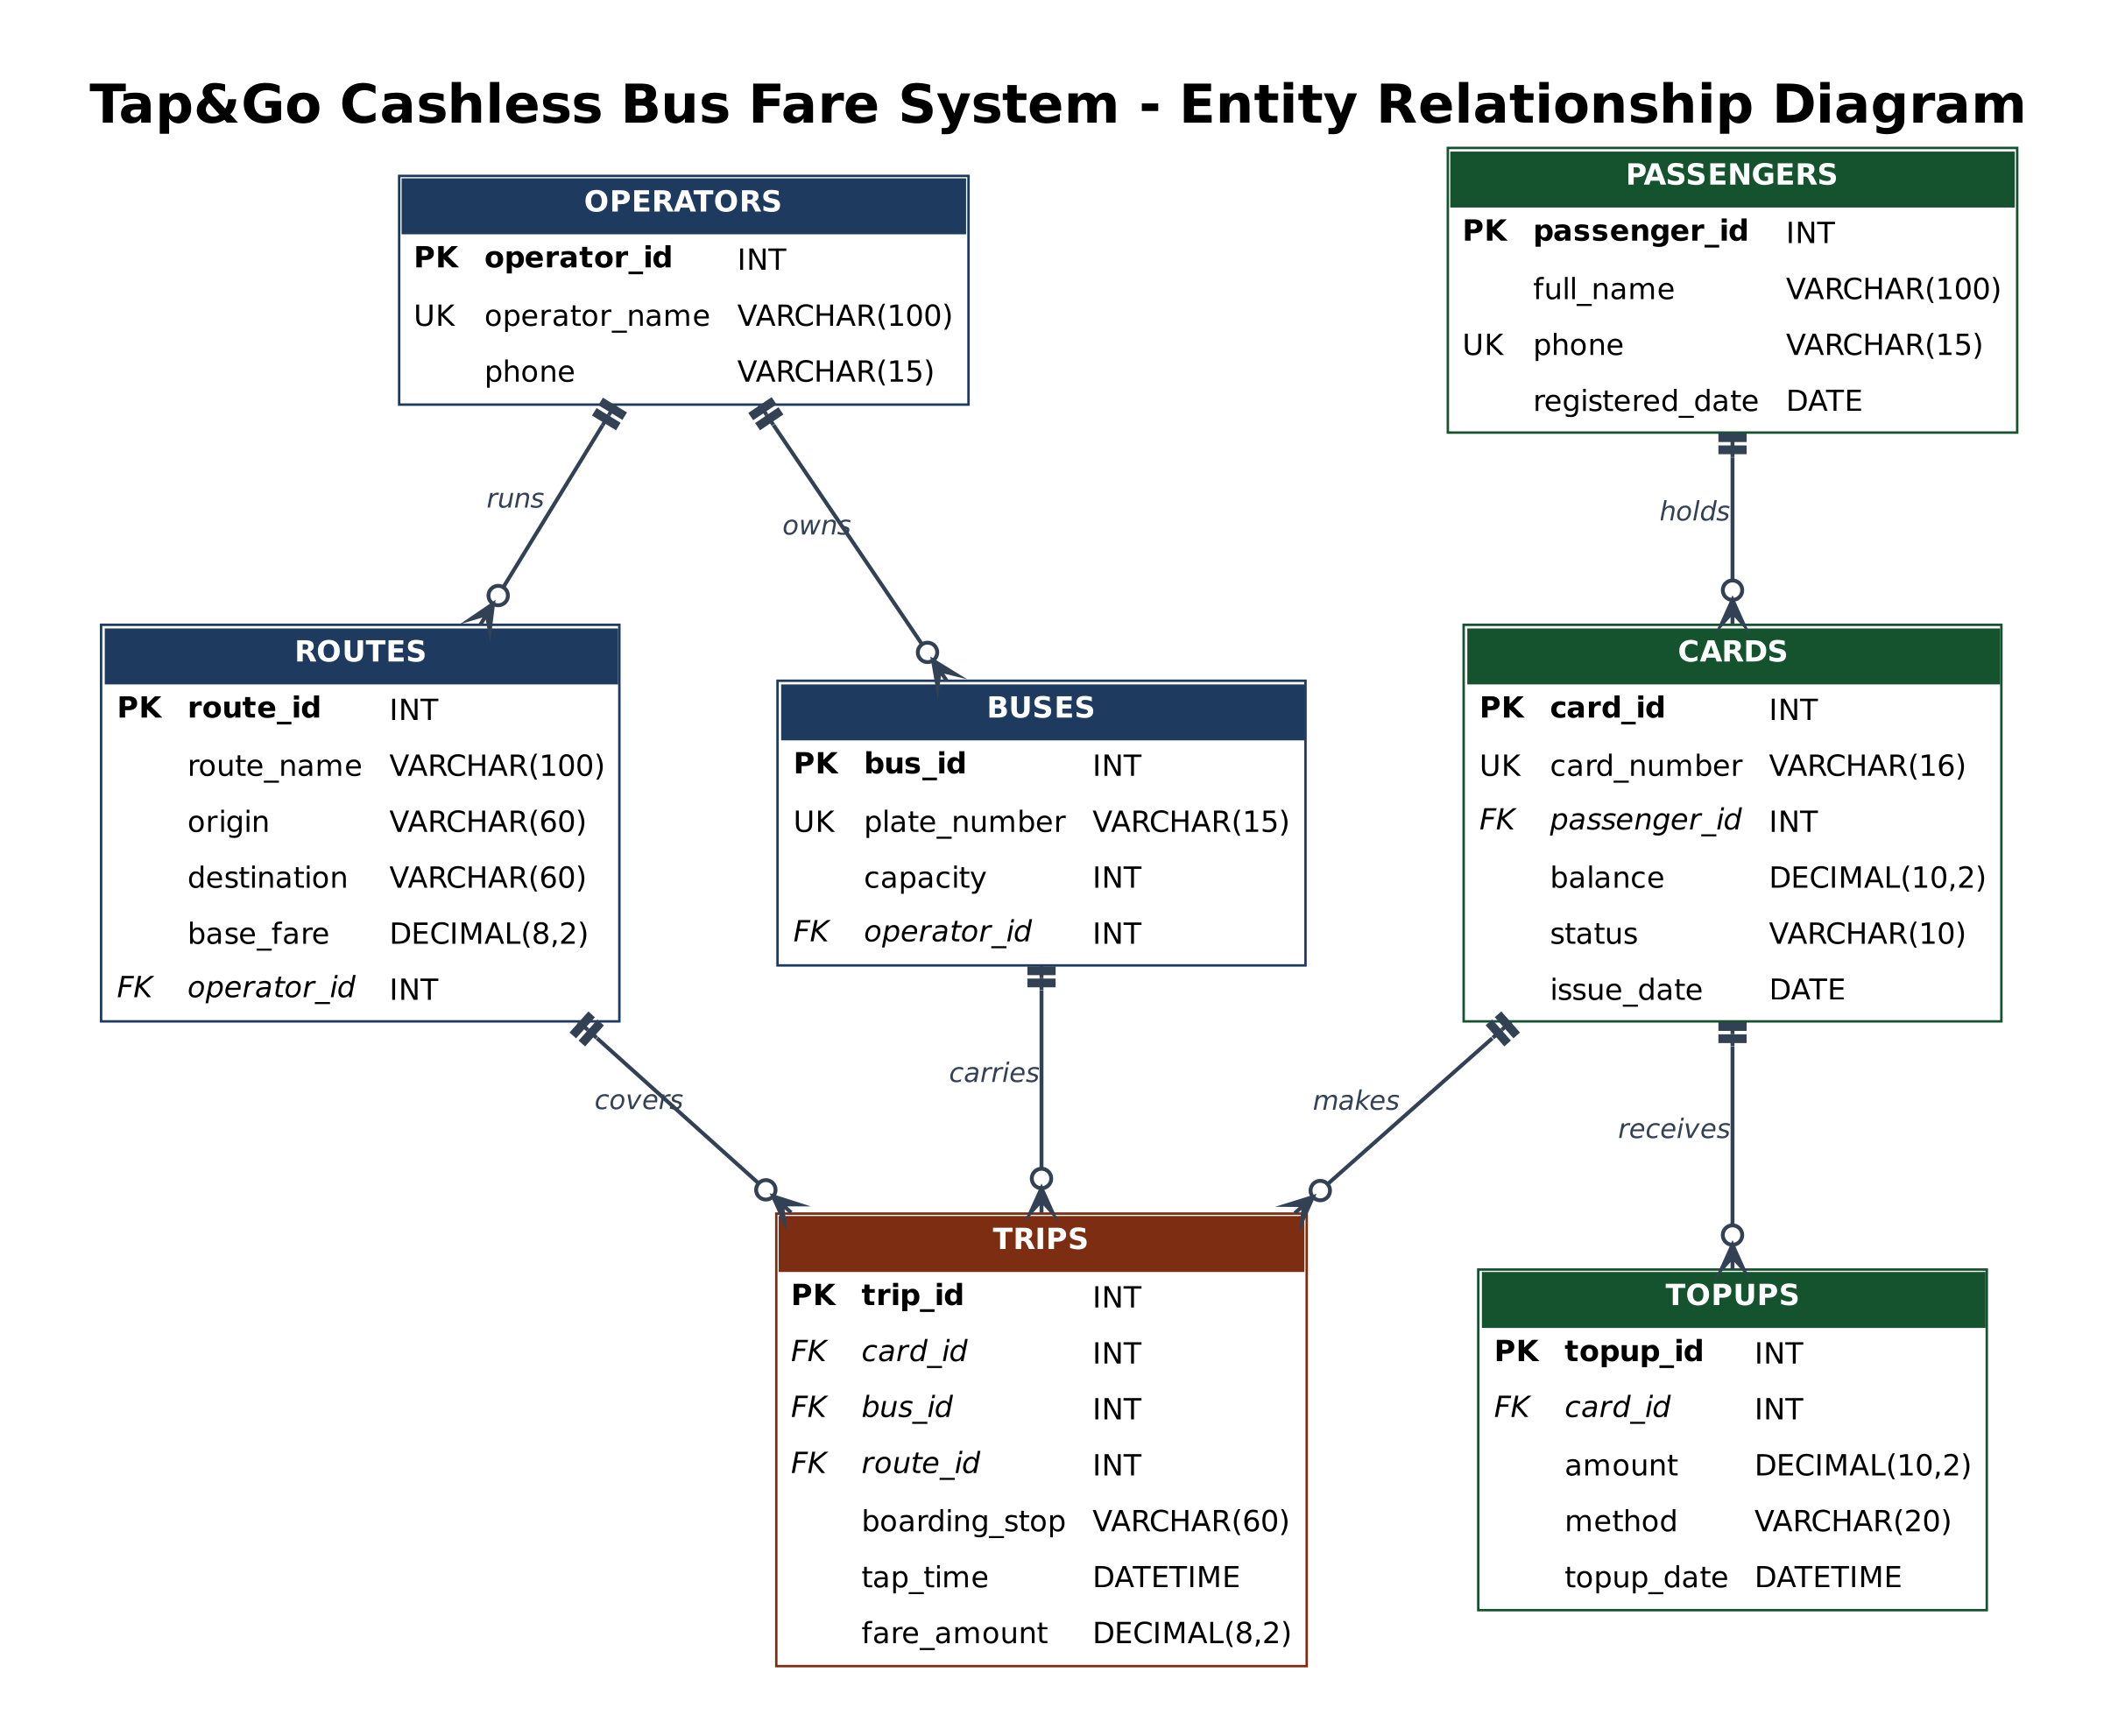 Tap&Go Cashless Bus Fare System - Entity Relationship Diagram
OPERATORS
PK operator_id INT
UK operator_name VARCHAR(100)
phone VARCHAR(15)
PASSENGERS
PK passenger_id INT
full_name VARCHAR(100)
UK phone VARCHAR(15)
registered_date DATE
runs
owns
holds
ROUTES
PK route_id INT
route_name VARCHAR(100)
origin VARCHAR(60)
destination VARCHAR(60)
base_fare DECIMAL(8,2)
FK operator_id INT
BUSES
PK bus_id INT
UK plate_number VARCHAR(15)
capacity INT
FK operator_id INT
CARDS
PK card_id INT
UK card_number VARCHAR(16)
FK passenger_id INT
balance DECIMAL(10,2)
status VARCHAR(10)
issue_date DATE
covers
carries
makes
receives
TRIPS
PK trip_id INT
FK card_id INT
FK bus_id INT
FK route_id INT
boarding_stop VARCHAR(60)
tap_time DATETIME
fare_amount DECIMAL(8,2)
TOPUPS
PK topup_id INT
FK card_id INT
amount DECIMAL(10,2)
method VARCHAR(20)
topup_date DATETIME